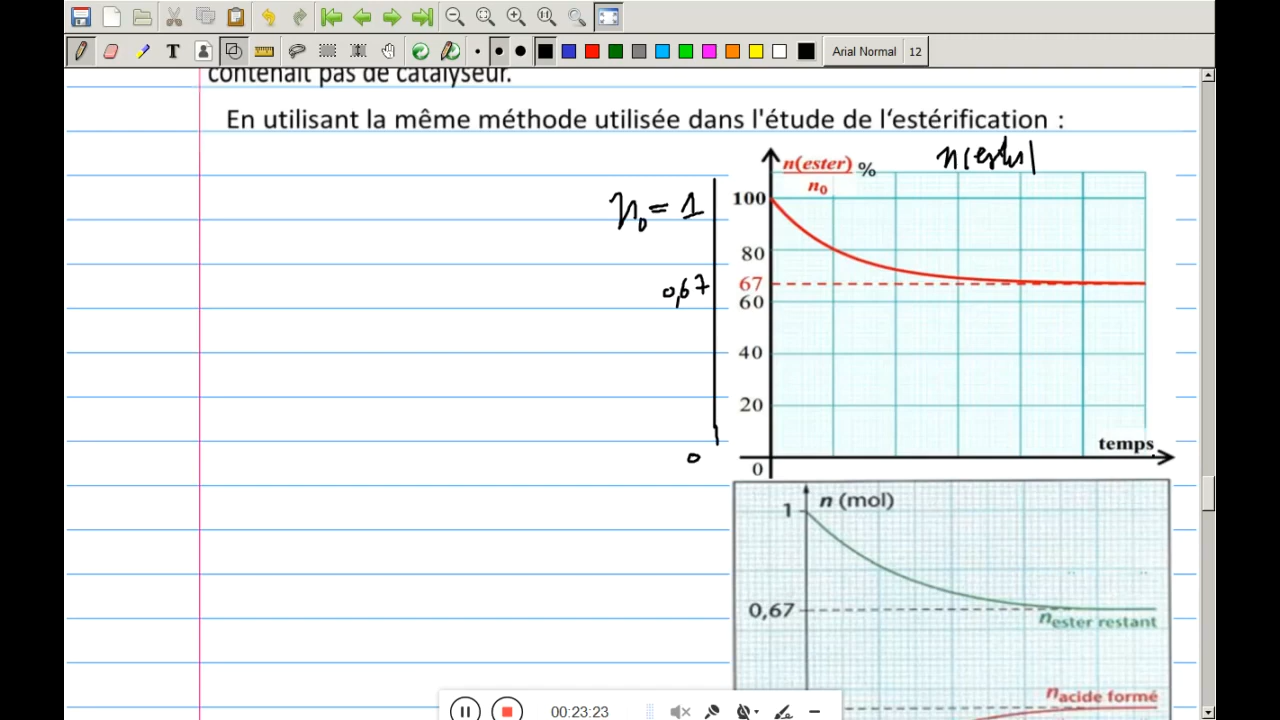 T
Arial Normal 12
contenait pas de catalyseur.
En utilisant la même méthode utilisée dans l'étude de l‘estérification :
n(ester)
n(ester)/n0 %
n0 = 1
100
80
0,67
67
60
40
20
temps
0
0
n (mol)
1
0,67
nester restant
nacide formé
00:23:23